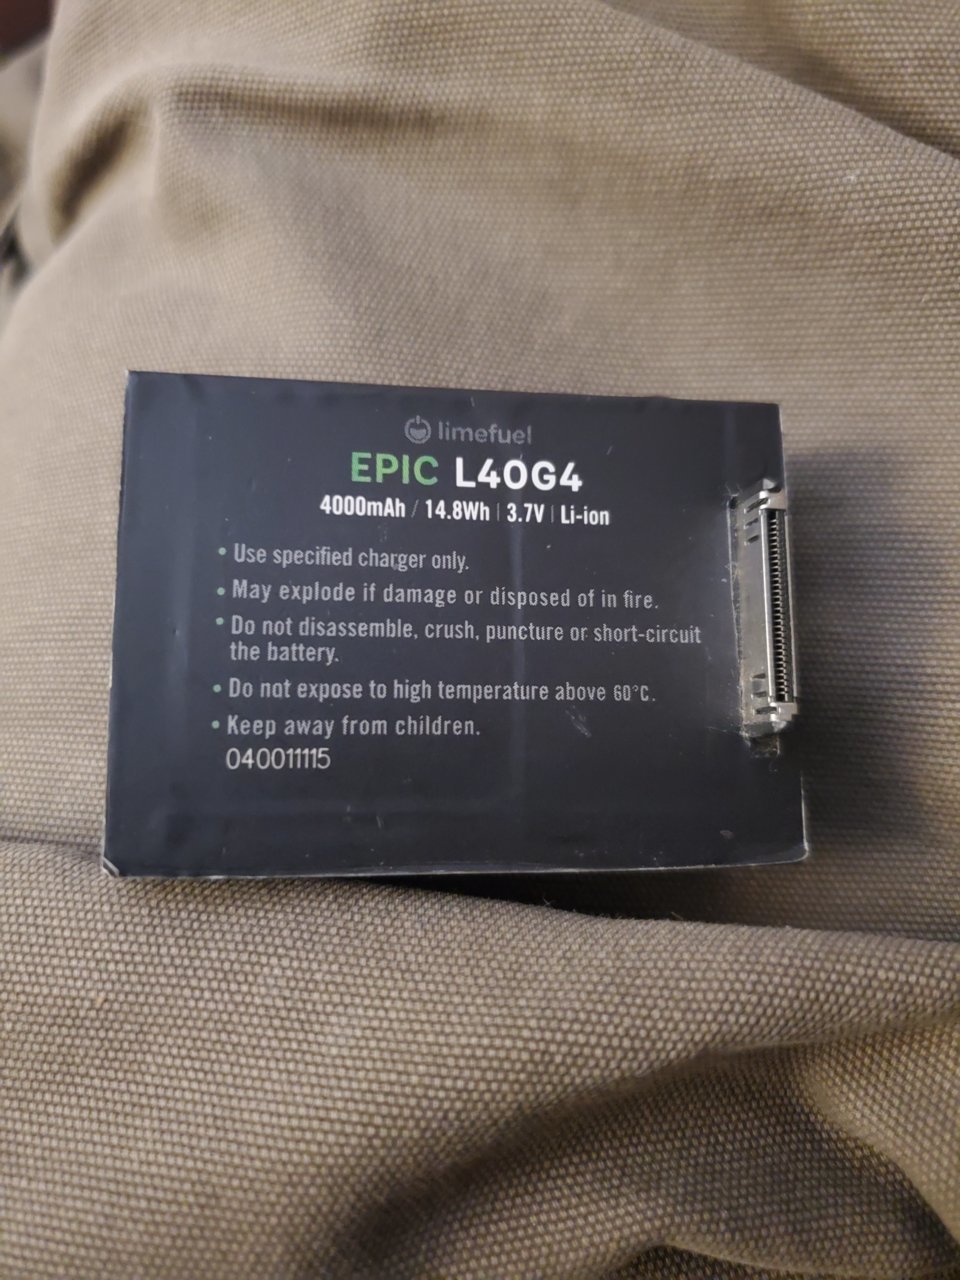 limefuel
EPIC L40G4
4000mAh / 14.8Wh | 3.7V | Li-ion
• Use specified charger only.
• May explode if damage or disposed of in fire.
• Do not disassemble, crush, puncture or short-circuit
the battery.
• Do not expose to high temperature above 60°C.
• Keep away from children.
040011115